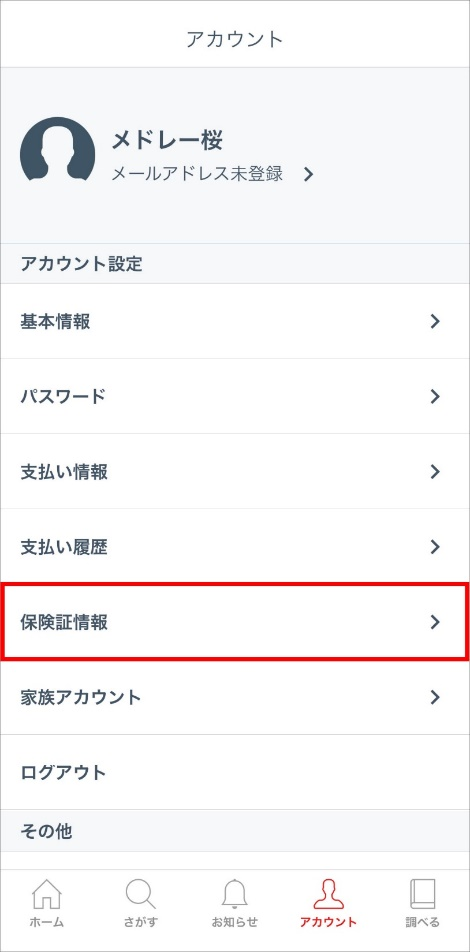 アカウント
メドレー桜
メールアドレス未登録
アカウント設定
基本情報
パスワード
支払い情報
支払い履歴
保険証情報
家族アカウント
ログアウト
その他
ホーム
さがす
お知らせ
アカウント
調べる